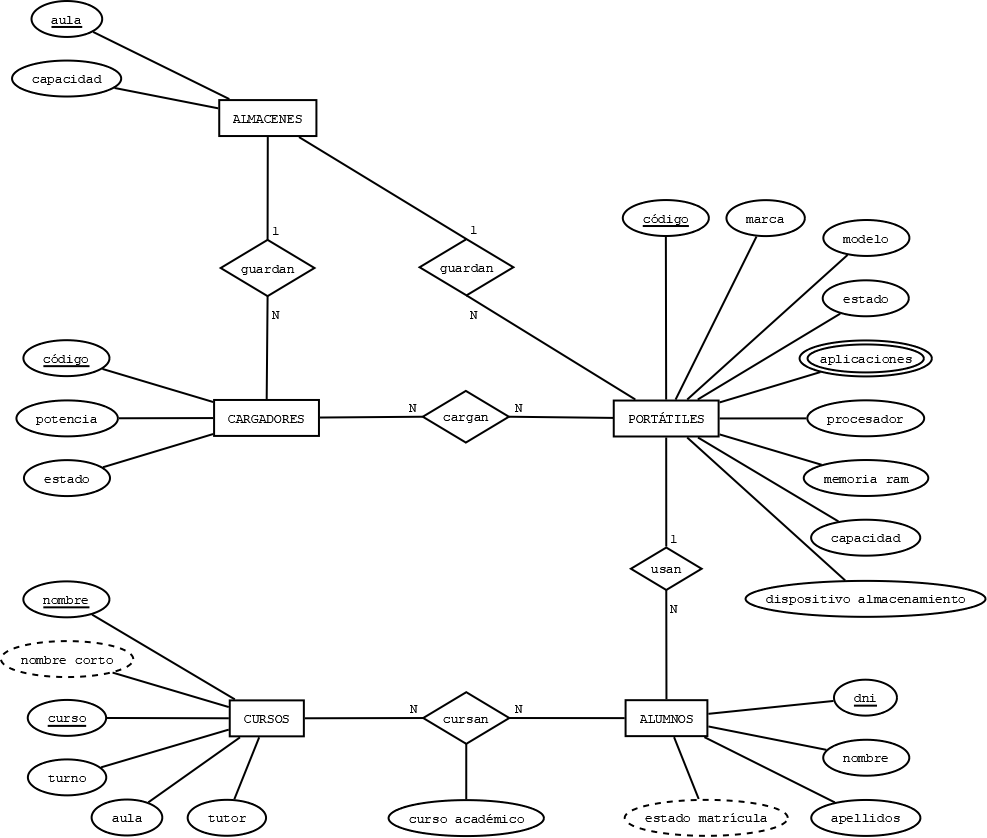 aula
capacidad
ALMACENES
código
marca
1
1
modelo
guardan
guardan
estado
N
N
código
aplicaciones
N
N
potencia
CARGADORES
cargan
PORTÁTILES
procesador
estado
memoria ram
1
capacidad
usan
nombre
dispositivo almacenamiento
N
nombre corto
dni
N
N
curso
CURSOS
cursan
ALUMNOS
nombre
turno
aula
tutor
curso académico
estado matrícula
apellidos